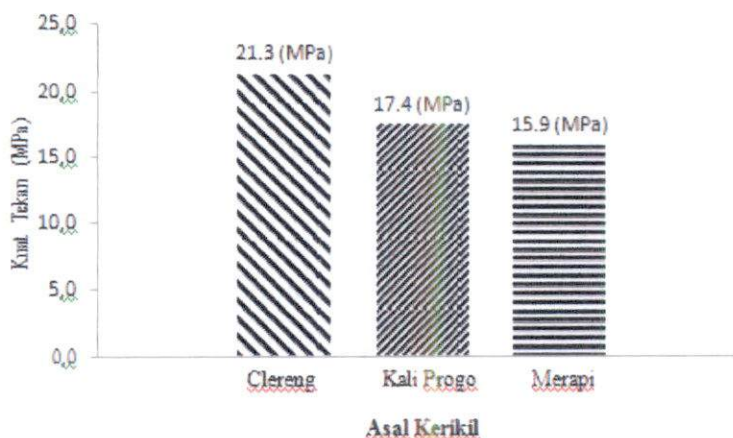 25,0
20,0
15,0
10,0
5,0
0,0
Kuat Tekan (MPa)
21.3 (MPa)
17.4 (MPa)
15.9 (MPa)
Clereng
Kali Progo
Merapi
Asal Kerikil